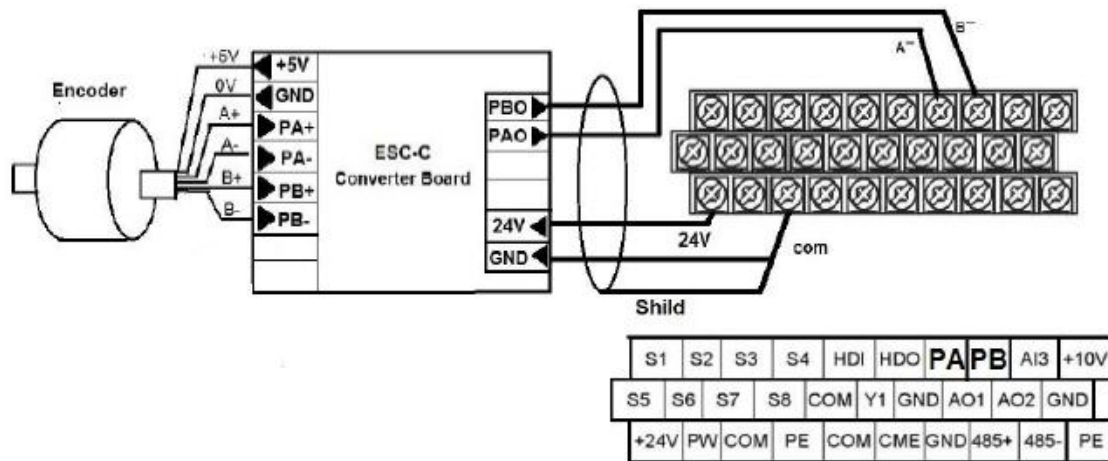 B—
A—
+5V
0V
A+
A-
B+
B-
Encoder
+5V
GND
PA+
PA-
PB+
PB-
ESC-C
Converter Board
PBO
PAO
24V
GND
24V
com
Shild
S1 S2 S3 S4 HDI HDO PA PB AI3 +10V
S5 S6 S7 S8 COM Y1 GND AO1 AO2 GND
+24V PW COM PE COM CME GND 485+ 485- PE